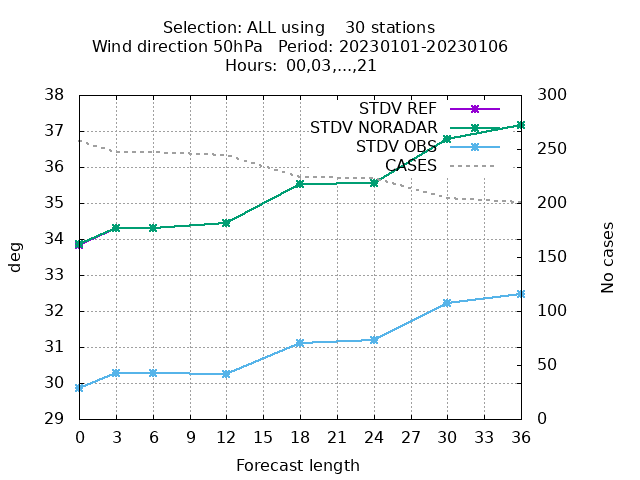 Selection: ALL using    30 stations
Wind direction 50hPa   Period: 20230101-20230106
Hours: 00,03,...,21
STDV REF
STDV NORADAR
STDV OBS
CASES
38
37
36
35
34
33
32
31
30
29
deg
300
250
200
150
100
50
0
No cases
0 3 6 9 12 15 18 21 24 27 30 33 36
Forecast length